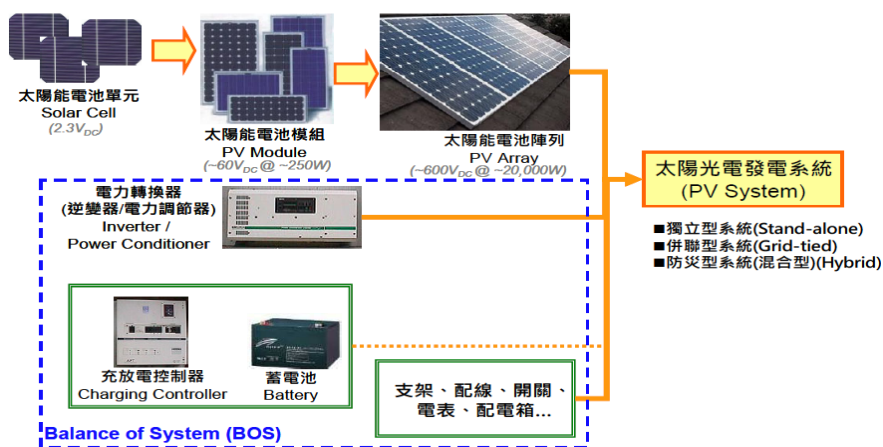 太陽能電池單元
Solar Cell
(2.3V_DC)
太陽能電池模組
PV Module
(~60V_DC @ ~250W)
太陽能電池陣列
PV Array
(~600V_DC @ ~20,000W)
太陽光電發電系統
(PV System)
■獨立型系統(Stand-alone)
■併聯型系統(Grid-tied)
■防災型系統(混合型)(Hybrid)
電力轉換器
(逆變器/電力調節器)
Inverter /
Power Conditioner
充放電控制器
Charging Controller
蓄電池
Battery
支架、配線、開關、
電表、配電箱...
Balance of System (BOS)